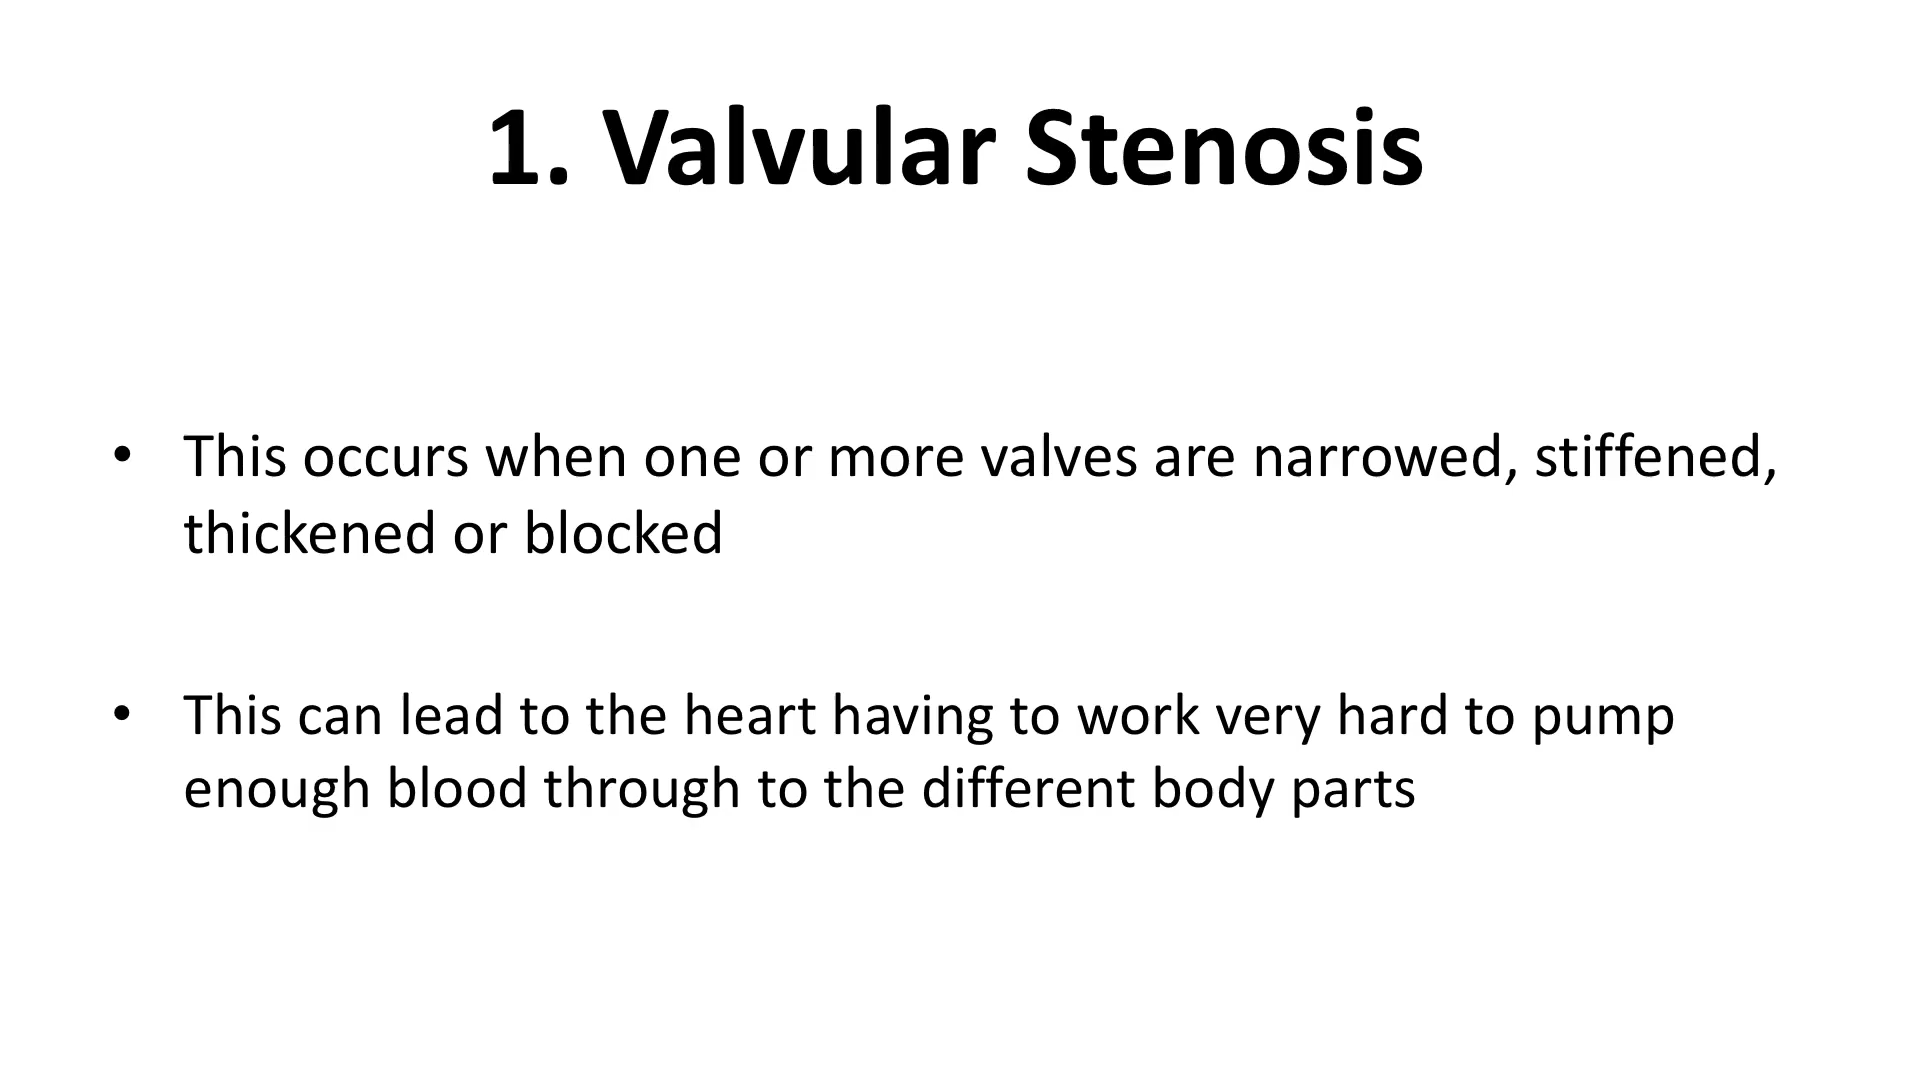 1. Valvular Stenosis
• This occurs when one or more valves are narrowed, stiffened,
thickened or blocked
• This can lead to the heart having to work very hard to pump
enough blood through to the different body parts